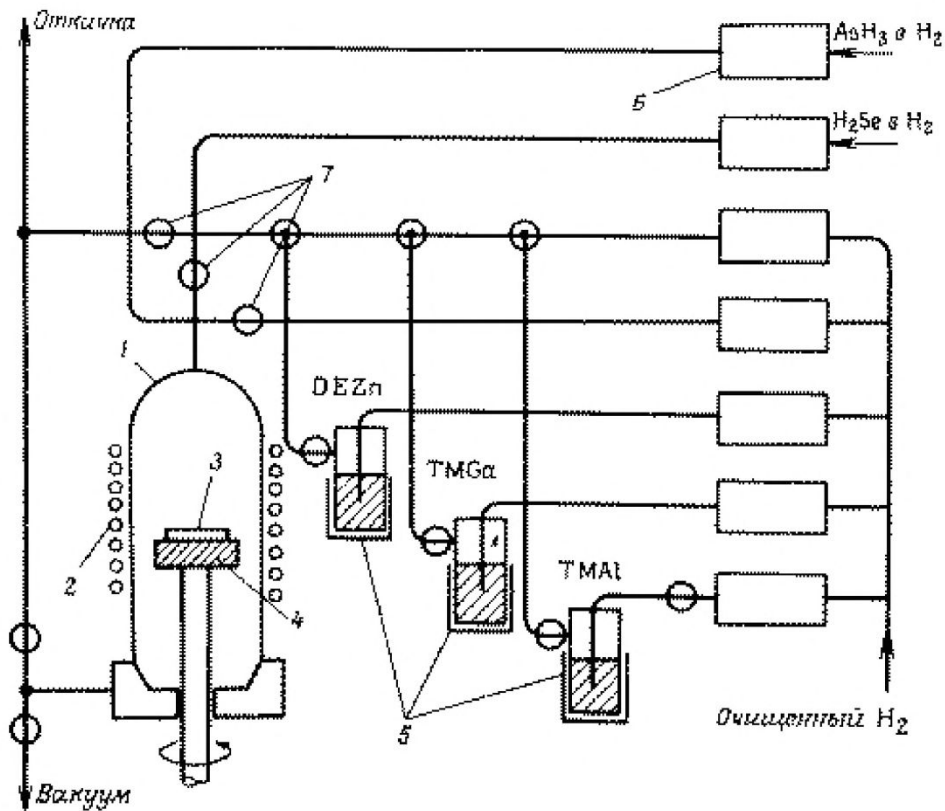 Откачка
AsH₃ в H₂
6
H₂Se в H₂
7
1
DEZn
TMGa
3
2
4
TMAl
5
Очищенный H₂
Вакуум